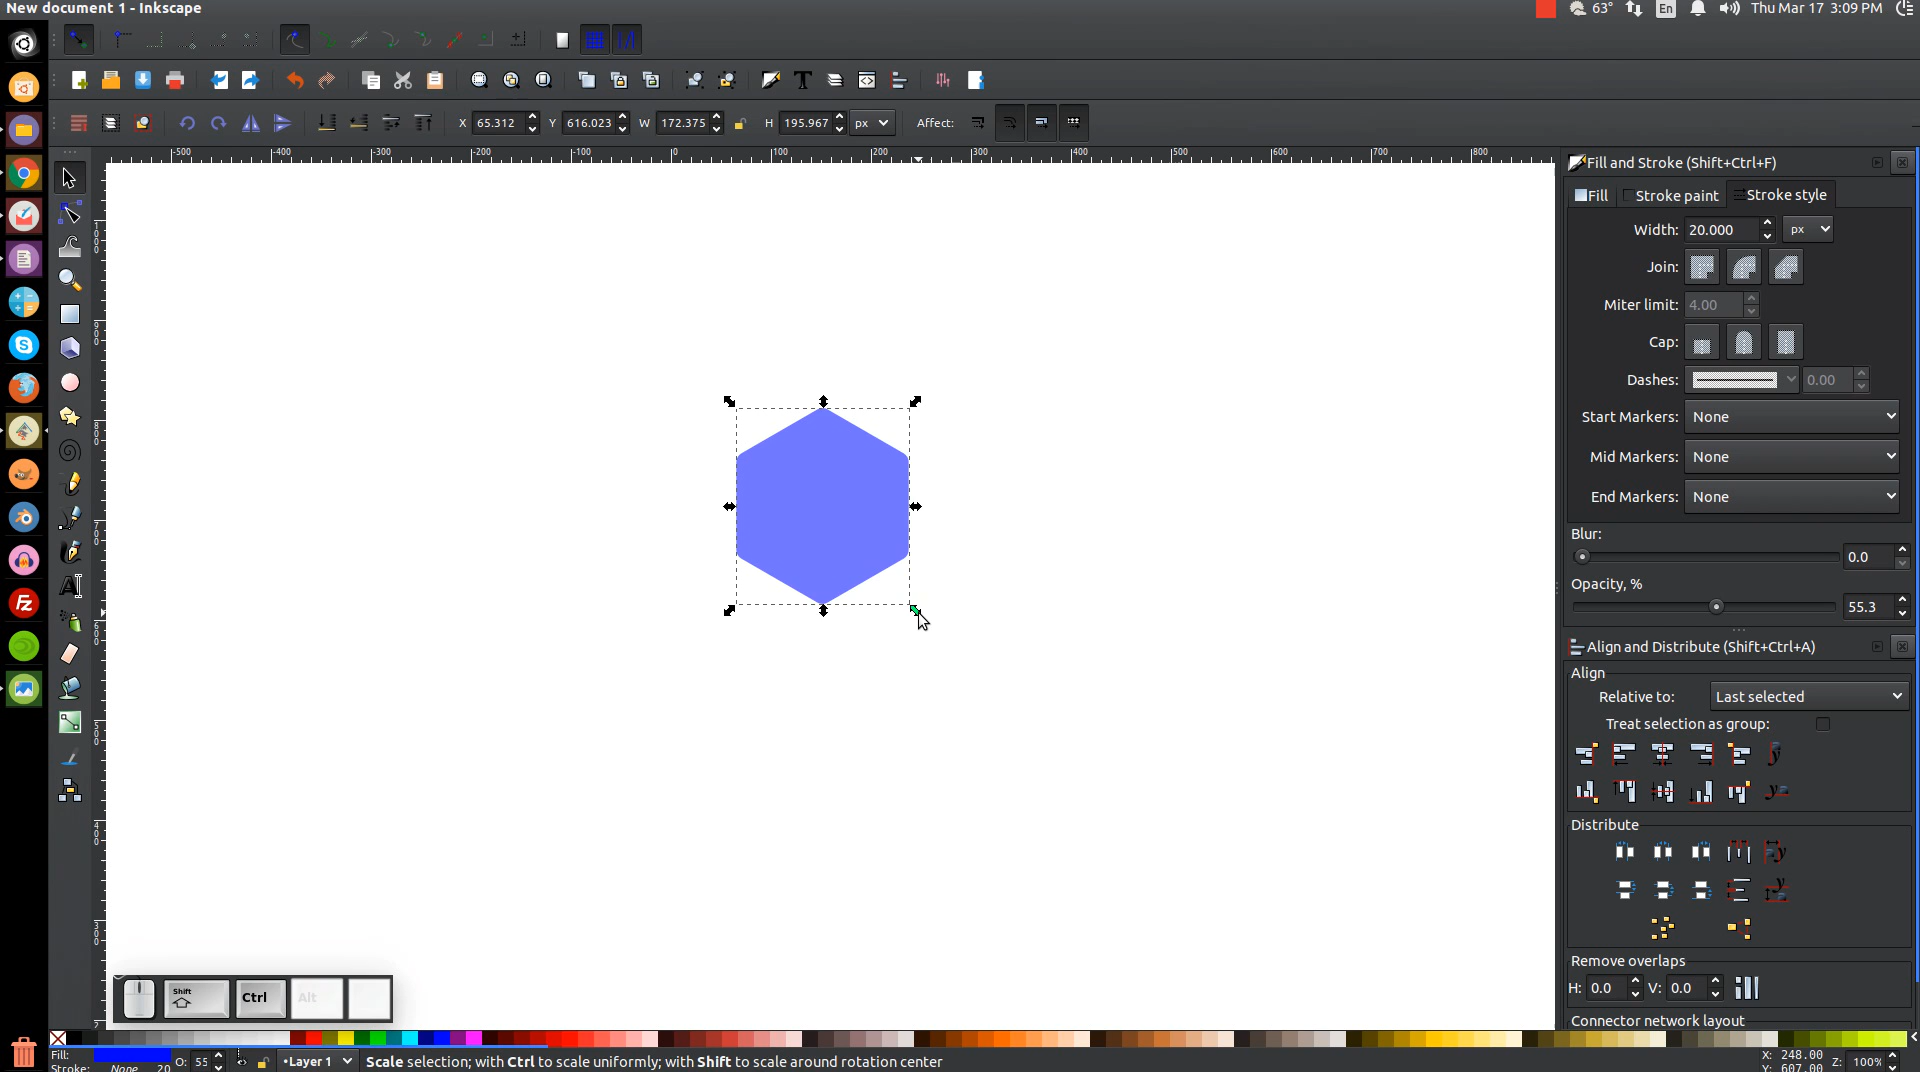 New document 1 - Inkscape
63°
En
Thu Mar 17 3:09 PM
X 65.312 Y 616.023 W 172.375 H 195.967 px Affect:
-500 -400 -300 -200 -100 0 100 200 300 400 500 600 700 800
Fill and Stroke (Shift+Ctrl+F)
Fill Stroke paint Stroke style
Width: 20.000 px
Join:
Miter limit: 4.00
Cap:
Dashes: 0.00
Start Markers: None
Mid Markers: None
End Markers: None
Blur:
0.0
Opacity, %
55.3
Align and Distribute (Shift+Ctrl+A)
Align
Relative to: Last selected
Treat selection as group:
Distribute
Remove overlaps
H: 0.0 V: 0.0
Connector network layout
Shift Ctrl Alt
Fill:
Stroke: None 20
O: 55
•Layer 1
Scale selection; with Ctrl to scale uniformly; with Shift to scale around rotation center
X: 248.00
Y: 607.00
Z: 100%